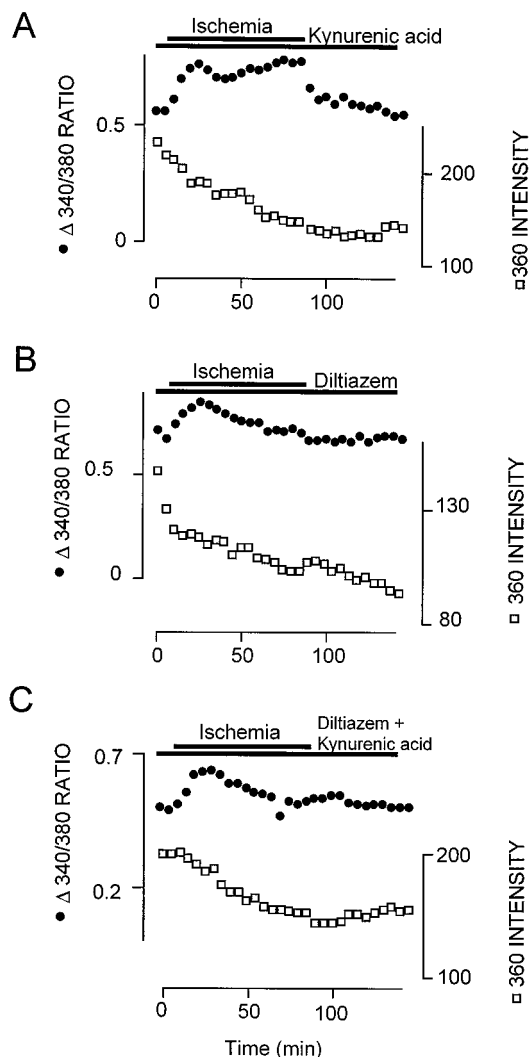 A
Ischemia
Kynurenic acid
● Δ 340/380 RATIO
0.5
0
200
100
□ 360 INTENSITY
0 50 100
B
Ischemia
Diltiazem
● Δ 340/380 RATIO
0.5
0
130
80
□ 360 INTENSITY
0 50 100
C
Ischemia
Diltiazem +
Kynurenic acid
● Δ 340/380 RATIO
0.7
0.2
200
100
□ 360 INTENSITY
0 50 100
Time (min)